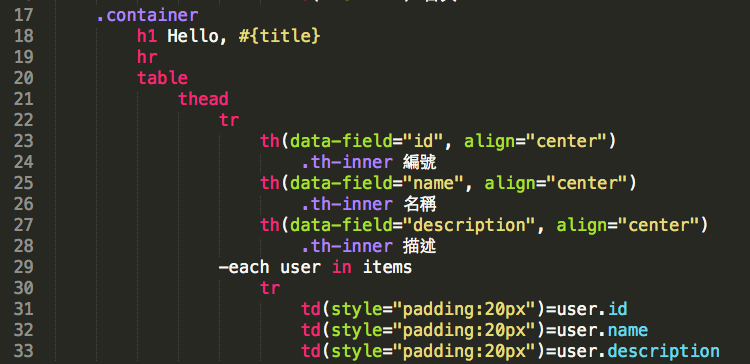 17 .container
18 h1 Hello, #{title}
19 hr
20 table
21 thead
22 tr
23 th(data-field="id", align="center")
24 .th-inner 編號
25 th(data-field="name", align="center")
26 .th-inner 名稱
27 th(data-field="description", align="center")
28 .th-inner 描述
29 -each user in items
30 tr
31 td(style="padding:20px")=user.id
32 td(style="padding:20px")=user.name
33 td(style="padding:20px")=user.description